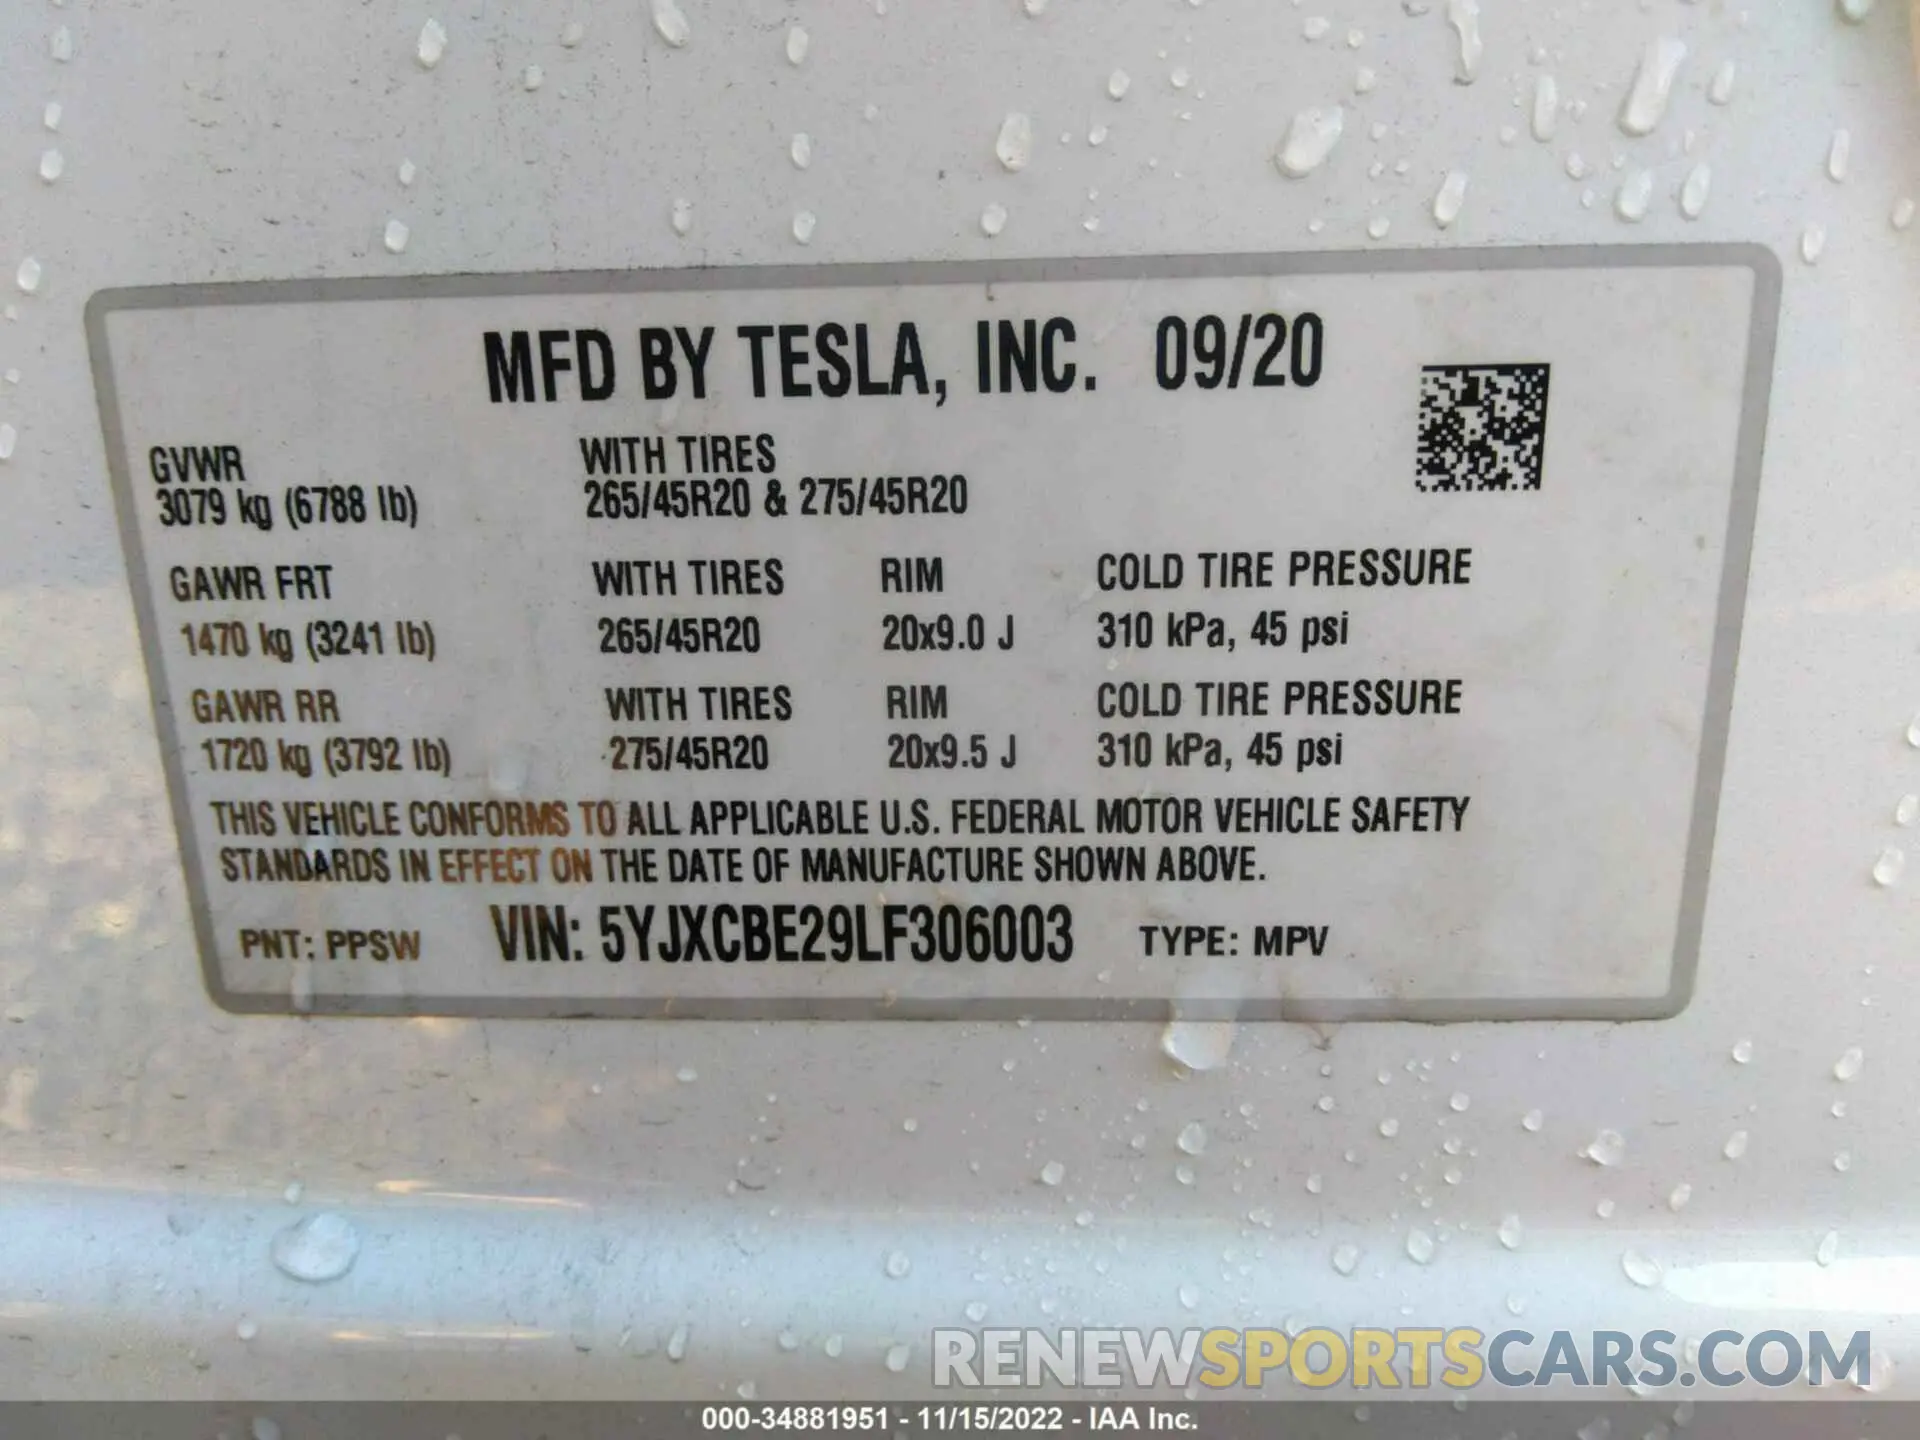 MFD BY TESLA, INC. 09/20
GVWR WITH TIRES
3079 kg (6788 lb) 265/45R20 & 275/45R20
GAWR FRT WITH TIRES RIM COLD TIRE PRESSURE
1470 kg (3241 lb) 265/45R20 20x9.0 J 310 kPa, 45 psi
GAWR RR WITH TIRES RIM COLD TIRE PRESSURE
1720 kg (3792 lb) 275/45R20 20x9.5 J 310 kPa, 45 psi
THIS VEHICLE CONFORMS TO ALL APPLICABLE U.S. FEDERAL MOTOR VEHICLE SAFETY
STANDARDS IN EFFECT ON THE DATE OF MANUFACTURE SHOWN ABOVE.
PNT: PPSW VIN: 5YJXCBE29LF306003 TYPE: MPV
RENEWSPORTSCARS.COM
000-34881951 - 11/15/2022 - IAA Inc.